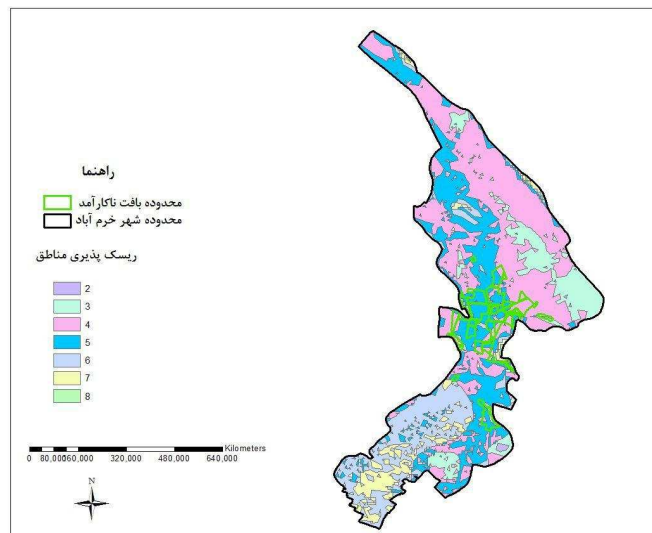 راهنما
محدوده بافت ناکارآمد
محدوده شهر خرم آباد
ریسک پذیری مناطق
2
3
4
5
6
7
8
Kilometers
0 80,000160,000 320,000 480,000 640,000
N